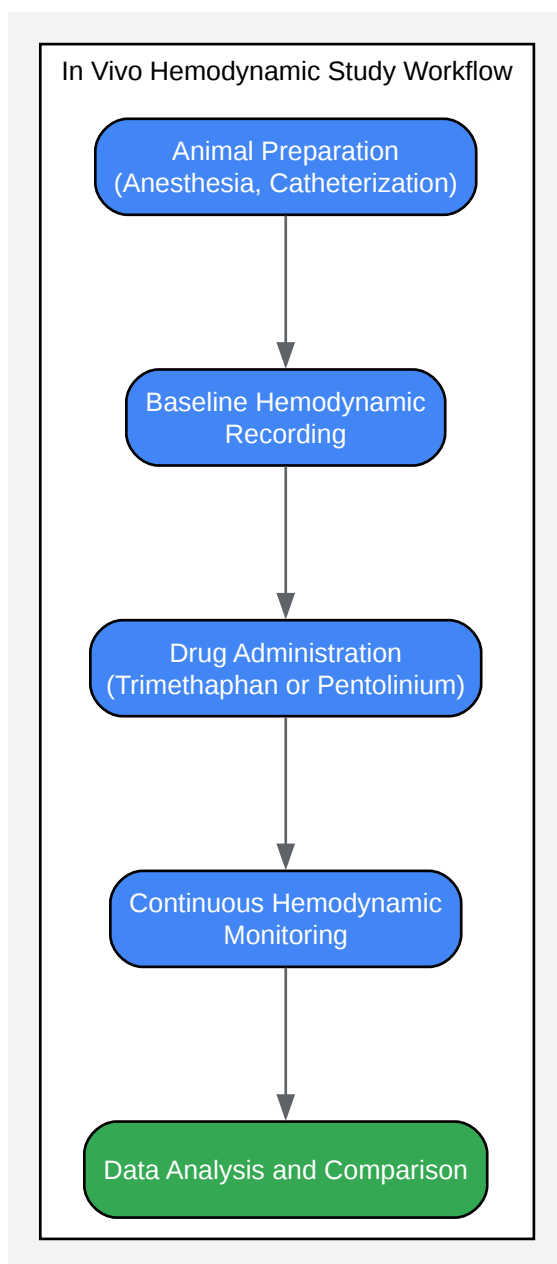 In Vivo Hemodynamic Study Workflow
Animal Preparation
(Anesthesia, Catheterization)
Baseline Hemodynamic
Recording
Drug Administration
(Trimethaphan or Pentolinium)
Continuous Hemodynamic
Monitoring
Data Analysis and Comparison